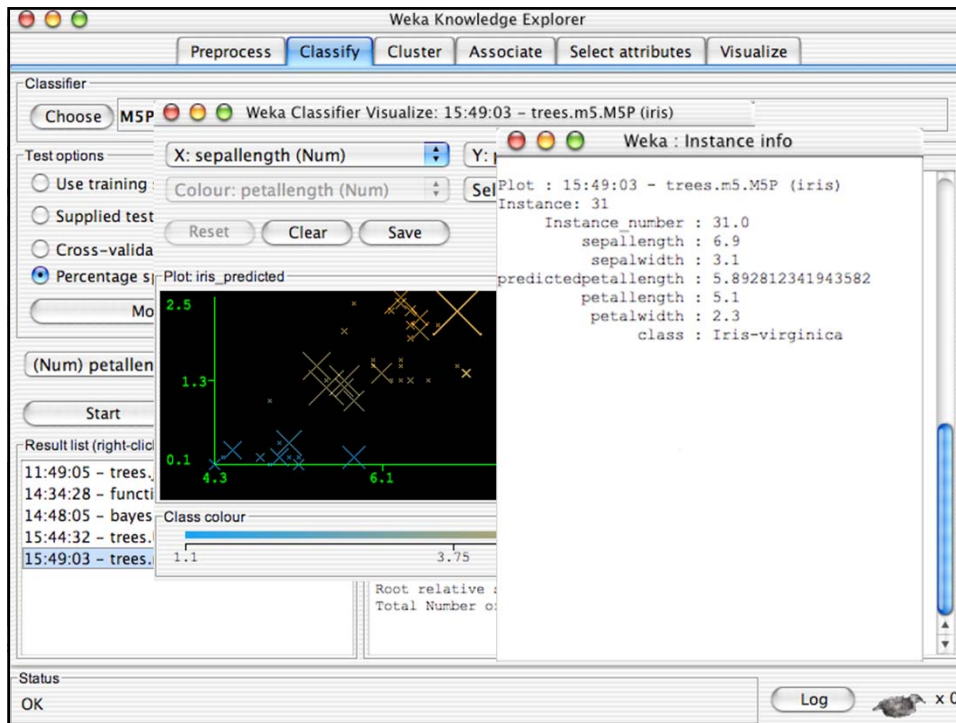 Weka Knowledge Explorer
Preprocess Classify Cluster Associate Select attributes Visualize
Classifier
Choose M5P
Weka Classifier Visualize: 15:49:03 - trees.m5.M5P (iris)
X: sepallength (Num)
Y:
Colour: petallength (Num)
Reset Clear Save
Plot: iris_predicted
2.5
1.3
0.1
4.3 6.1
Class colour
1.1 3.75
Weka : Instance info
Plot : 15:49:03 - trees.m5.M5P (iris)
Instance: 31
Instance_number : 31.0
sepallength : 6.9
sepalwidth : 3.1
predictedpetallength : 5.892812341943582
petallength : 5.1
petalwidth : 2.3
class : Iris-virginica
Test options
Use training
Supplied test
Cross-valida
Percentage sp
Mo
(Num) petallen
Start
Result list (right-clic
11:49:05 - trees.
14:34:28 - functi
14:48:05 - bayes
15:44:32 - trees.
15:49:03 - trees.
Root relative
Total Number o
Status
OK
Log
x 0